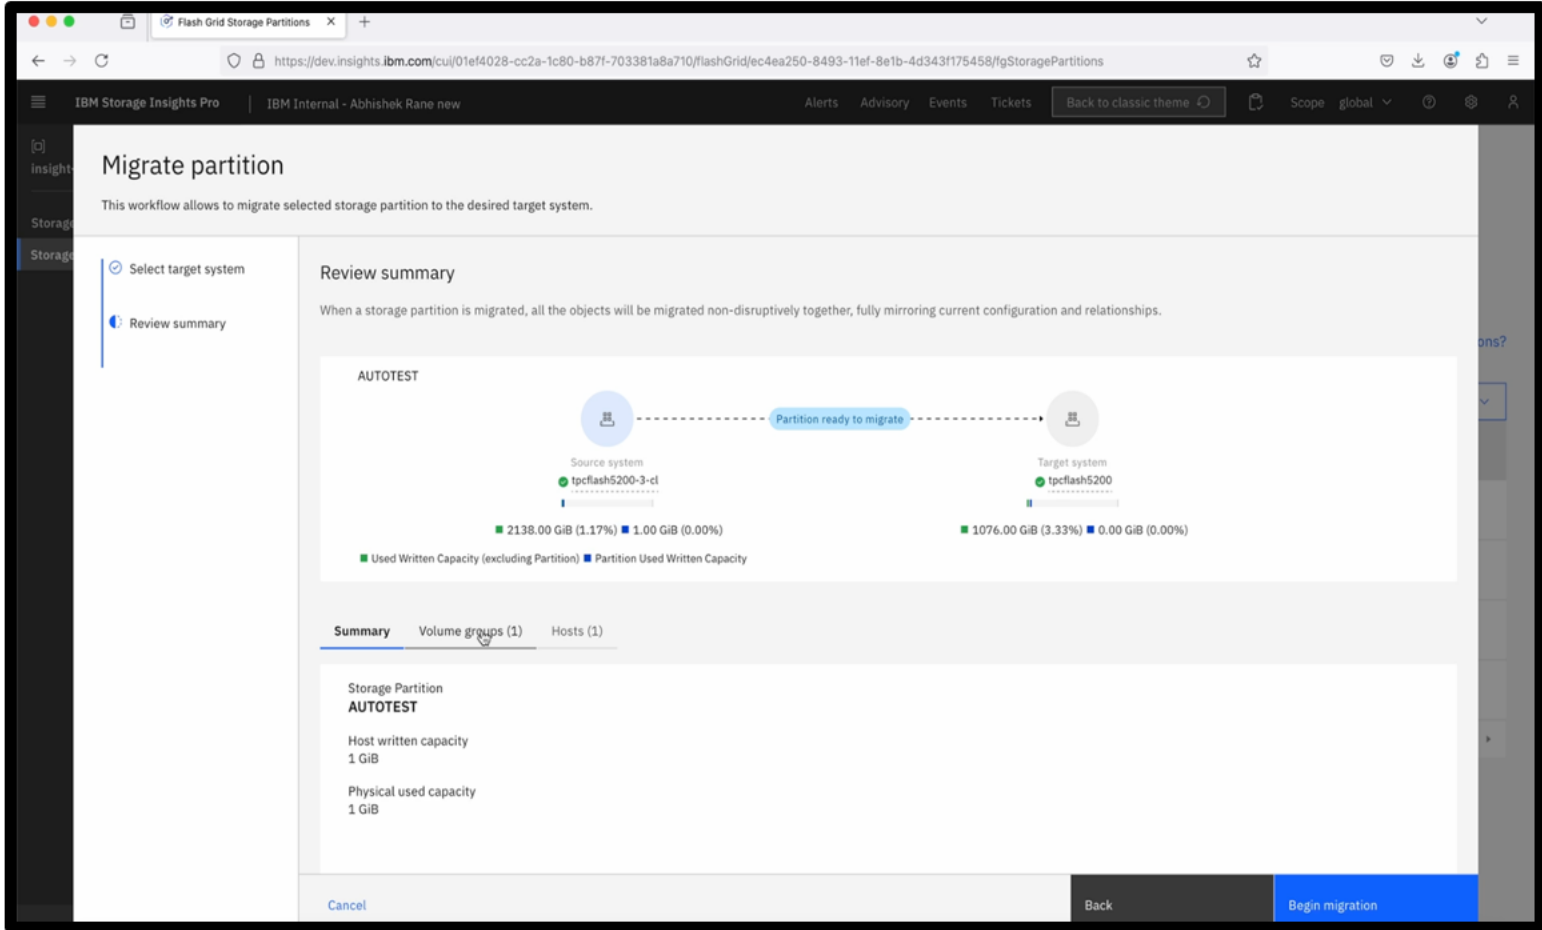 Flash Grid Storage Partitions
https://dev.insights.ibm.com/cui/01ef4028-cc2a-1c80-b87f-703381a8a710/flashGrid/ec4ea250-8493-11ef-8e1b-4d343f175458/fgStoragePartitions
IBM Storage Insights Pro | IBM Internal - Abhishek Rane new Alerts Advisory Events Tickets Back to classic theme Scope global
insight-
Storage
Storage
Migrate partition
This workflow allows to migrate selected storage partition to the desired target system.
Select target system
Review summary
Review summary
When a storage partition is migrated, all the objects will be migrated non-disruptively together, fully mirroring current configuration and relationships.
ons?
AUTOTEST
Partition ready to migrate
Source system Target system
tpcflash5200-3-cl tpcflash5200
2138.00 GiB (1.17%) 1.00 GiB (0.00%) 1076.00 GiB (3.33%) 0.00 GiB (0.00%)
Used Written Capacity (excluding Partition) Partition Used Written Capacity
Summary Volume groups (1) Hosts (1)
Storage Partition
AUTOTEST
Host written capacity
1 GiB
Physical used capacity
1 GiB
Cancel Back Begin migration